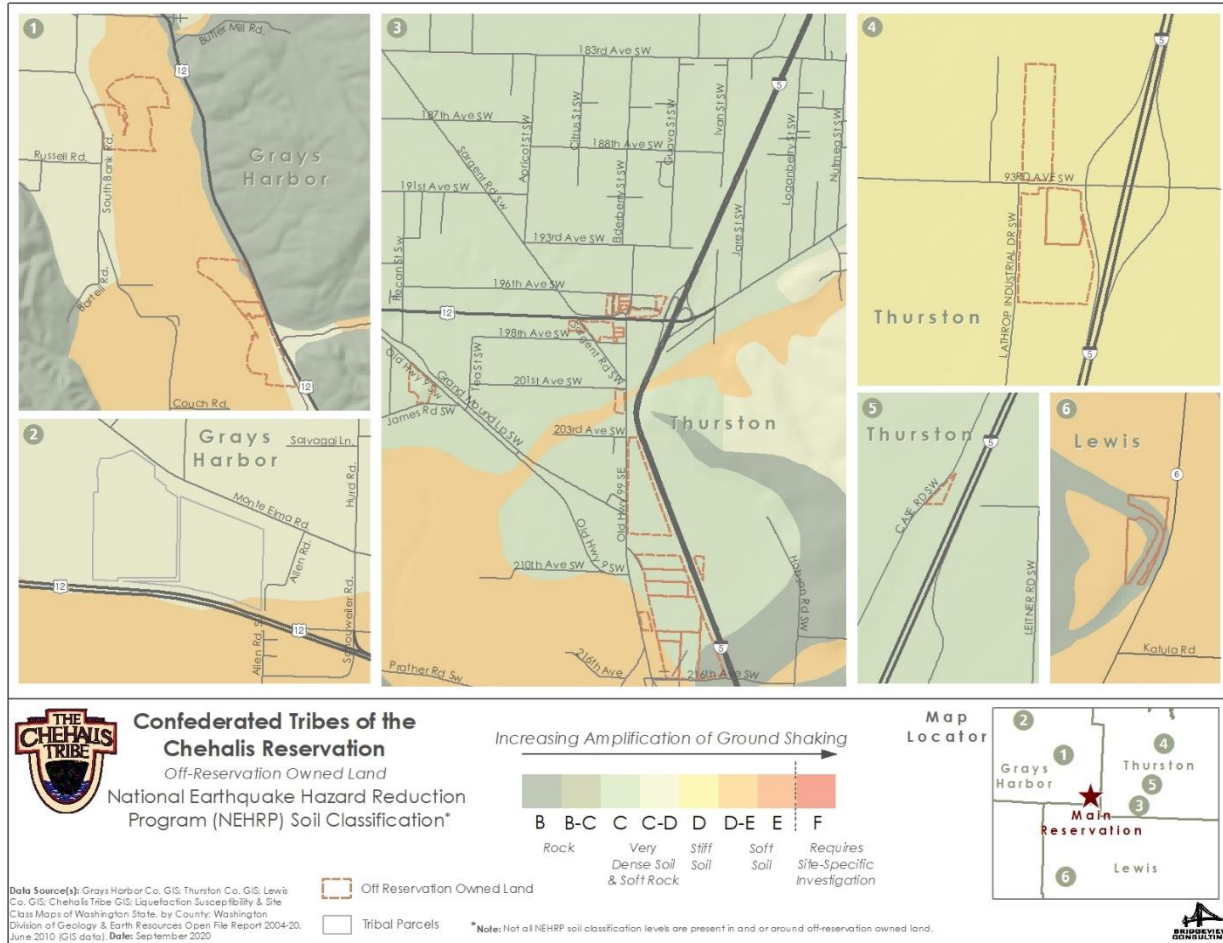 1
Butler Mill Rd.
12
Grays
Harbor
Russell Rd.
South Bank Rd.
Bartell Rd.
Couch Rd.
12
2
Grays
Harbor
Salvaggi Ln.
Hurd Rd.
Monte Elma Rd.
Allen Rd.
12
12
Allen Rd. S
Schouweiler Rd.
3
183rd Ave SW
5
187th Ave SW
Sargent Rd SW
Apricot St SW
Citrus St SW
188th Ave SW
Guava St SW
Ivan St SW
Loganberry St SW
Nutmeg St SW
191st Ave SW
Elderberry St SW
193rd Ave SW
Jare St SW
Pecan St SW
196th Ave SW
12
198th Ave SW
Sargent Rd SW
Old Hwy 9 SW
Grand Mound Lp SW
Tea St SW
201st Ave SW
James Rd SW
Thurston
203rd Ave SW
Old Hwy 99 SE
Old Hwy 9 SW
210th Ave SW
Hobson Rd SW
5
216th Ave
216th Ave SW
Prather Rd Sw
4
5
93RD AVE SW
LATHROP INDUSTRIAL DR SW
Thurston
5
5
Thurston
5
CASE RD SW
LEITNER RD SW
6
Lewis
6
Katula Rd
THE
CHEHALIS
TRIBE
Confederated Tribes of the
Chehalis Reservation
Off-Reservation Owned Land
National Earthquake Hazard Reduction
Program (NEHRP) Soil Classification*
Data Source(s): Grays Harbor Co. GIS; Thurston Co. GIS; Lewis
Co. GIS; Chehalis Tribe GIS; Liquefaction Susceptibility & Site
Class Maps of Washington State, by County: Washington
Division of Geology & Earth Resources Open File Report 2004-20,
June 2010 (GIS data). Date: September 2020
Increasing Amplification of Ground Shaking
B B-C C C-D D D-E E F
Rock
Very
Dense Soil
& Soft Rock
Stiff
Soil
Soft
Soil
Requires
Site-Specific
Investigation
Off Reservation Owned Land
Tribal Parcels
*Note: Not all NEHRP soil classification levels are present in and or around off-reservation owned land.
Map
Locator
2
1
4
Grays
Harbor
Thurston
5
3
Main
Reservation
Lewis
6
BRIDGEVIEW
CONSULTING